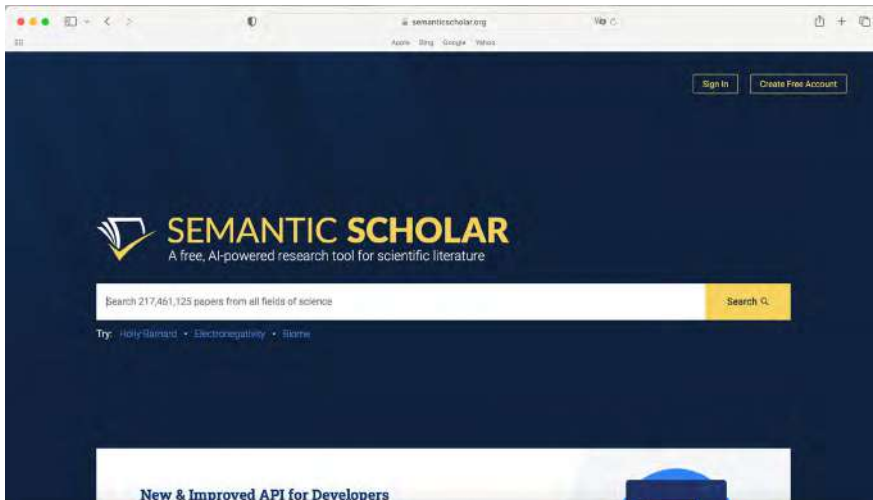 semanticscholar.org
Apple Bing Google Yahoo
Sign In
Create Free Account
SEMANTIC SCHOLAR
A free, AI-powered research tool for scientific literature
Search 217,461,125 papers from all fields of science
Search
Try: Holly Barnard • Electronegativity • Biome
New & Improved API for Developers